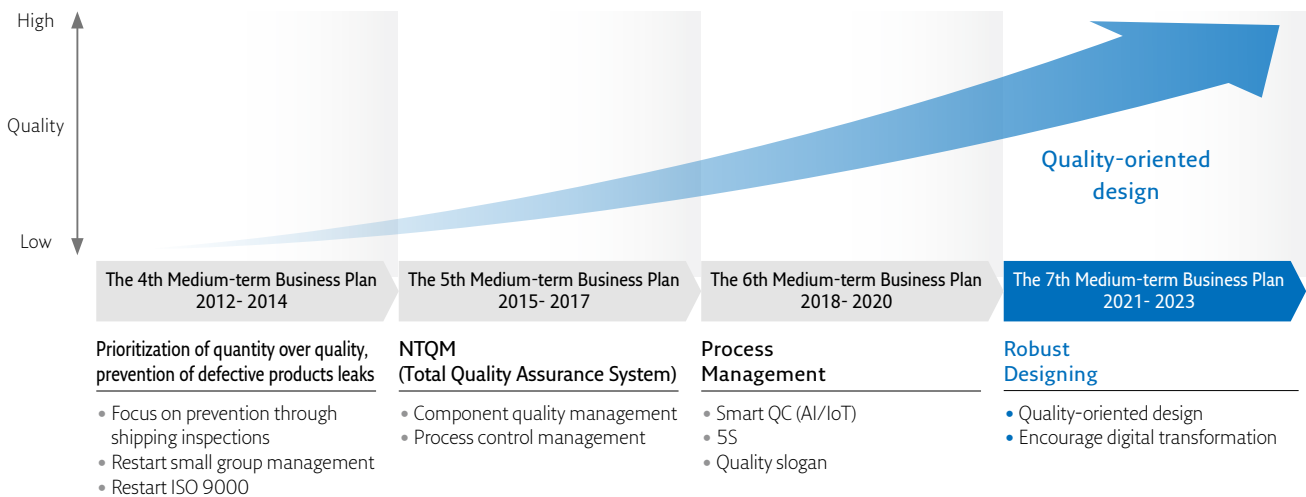 High
Quality
Low
Quality-oriented
design
The 4th Medium-term Business Plan
2012- 2014
The 5th Medium-term Business Plan
2015- 2017
The 6th Medium-term Business Plan
2018- 2020
The 7th Medium-term Business Plan
2021- 2023
Prioritization of quantity over quality,
prevention of defective products leaks
• Focus on prevention through
shipping inspections
• Restart small group management
• Restart ISO 9000
NTQM
(Total Quality Assurance System)
• Component quality management
• Process control management
Process
Management
• Smart QC (AI/IoT)
• 5S
• Quality slogan
Robust
Designing
• Quality-oriented design
• Encourage digital transformation